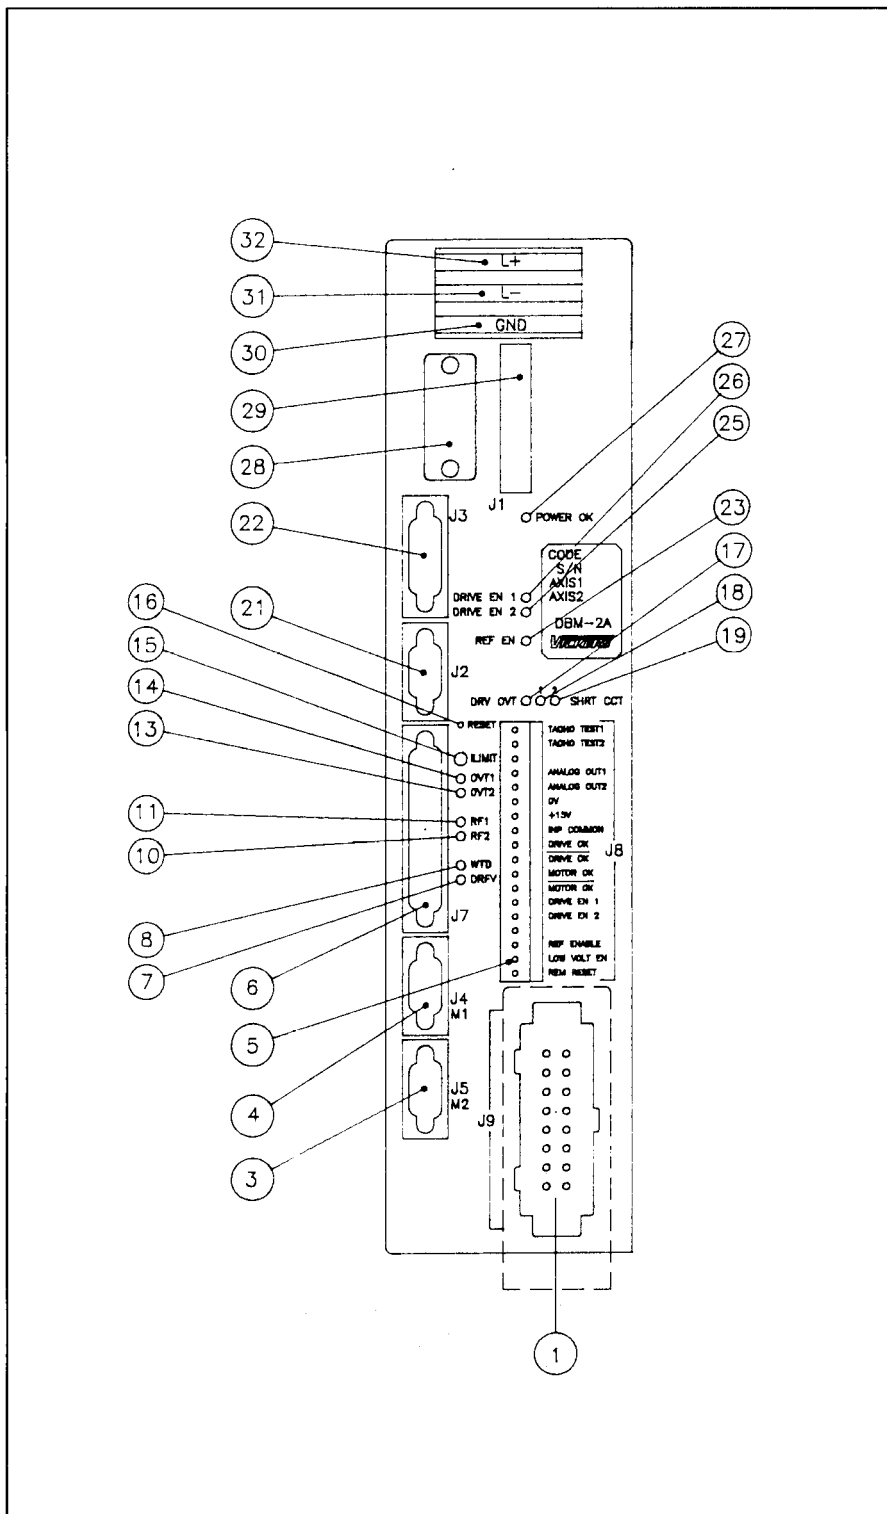 32
L+
31
L-
30
GND
27
29
26
28
25
J1
22
J3
POWER OK
23
CODE
S/N
AXIS1
AXIS2
17
DRIVE EN 1
DRIVE EN 2
18
16
21
REF EN
DBM-2A
VICKERS
19
15
J2
14
DRV OVT
1 2
SHRT CCT
13
RESET
TACHO TEST1
TACHO TEST2
ILIMIT
OVT1
OVT2
ANALOG OUT1
ANALOG OUT2
0V
+15V
11
RF1
INP COMMON
10
RF2
DRIVE OK
J8
DRIVE OK
WTD
MOTOR OK
DRFV
MOTOR OK
DRIVE EN 1
J7
DRIVE EN 2
8
REF ENABLE
7
6
LOW VOLT EN
REM RESET
J4
M1
5
J5
M2
4
J9
3
1